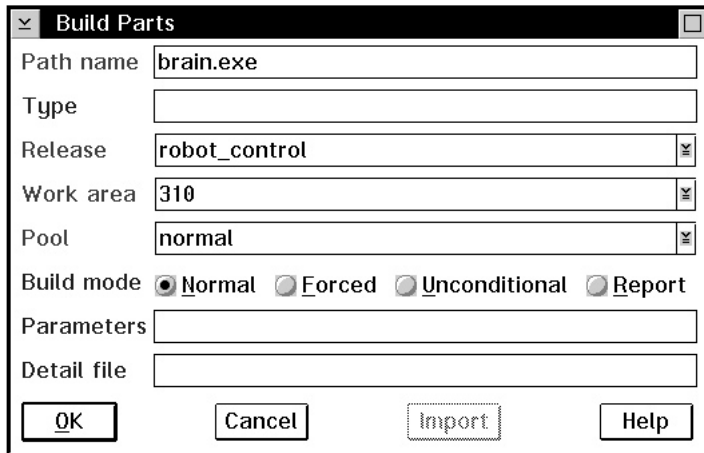 Build Parts
Path name brain.exe
Type
Release robot_control
Work area 310
Pool normal
Build mode Normal Forced Unconditional Report
Parameters
Detail file
OK Cancel Import Help